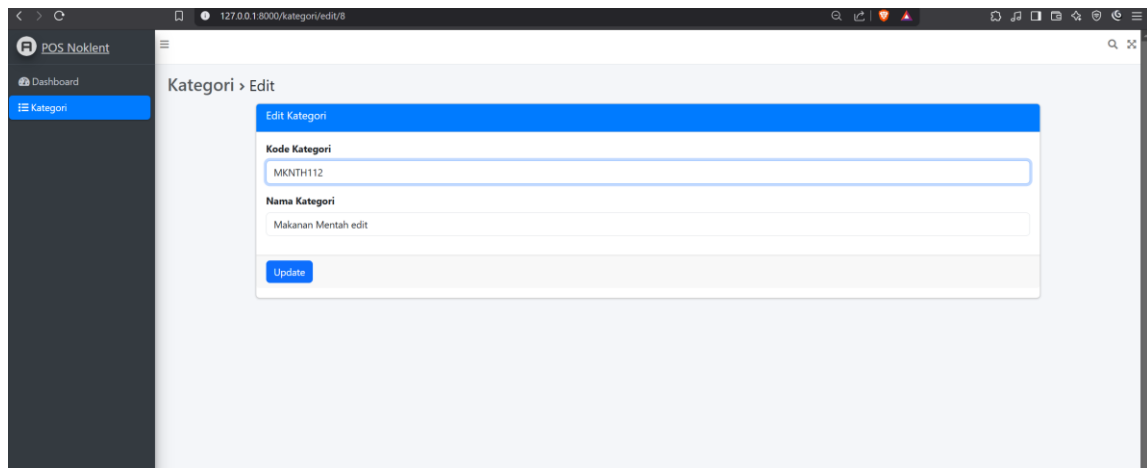 127.0.0.1:8000/kategori/edit/8
POS Noklent
Dashboard
Kategori
Kategori › Edit
Edit Kategori
Kode Kategori
MKNTH112
Nama Kategori
Makanan Mentah edit
Update